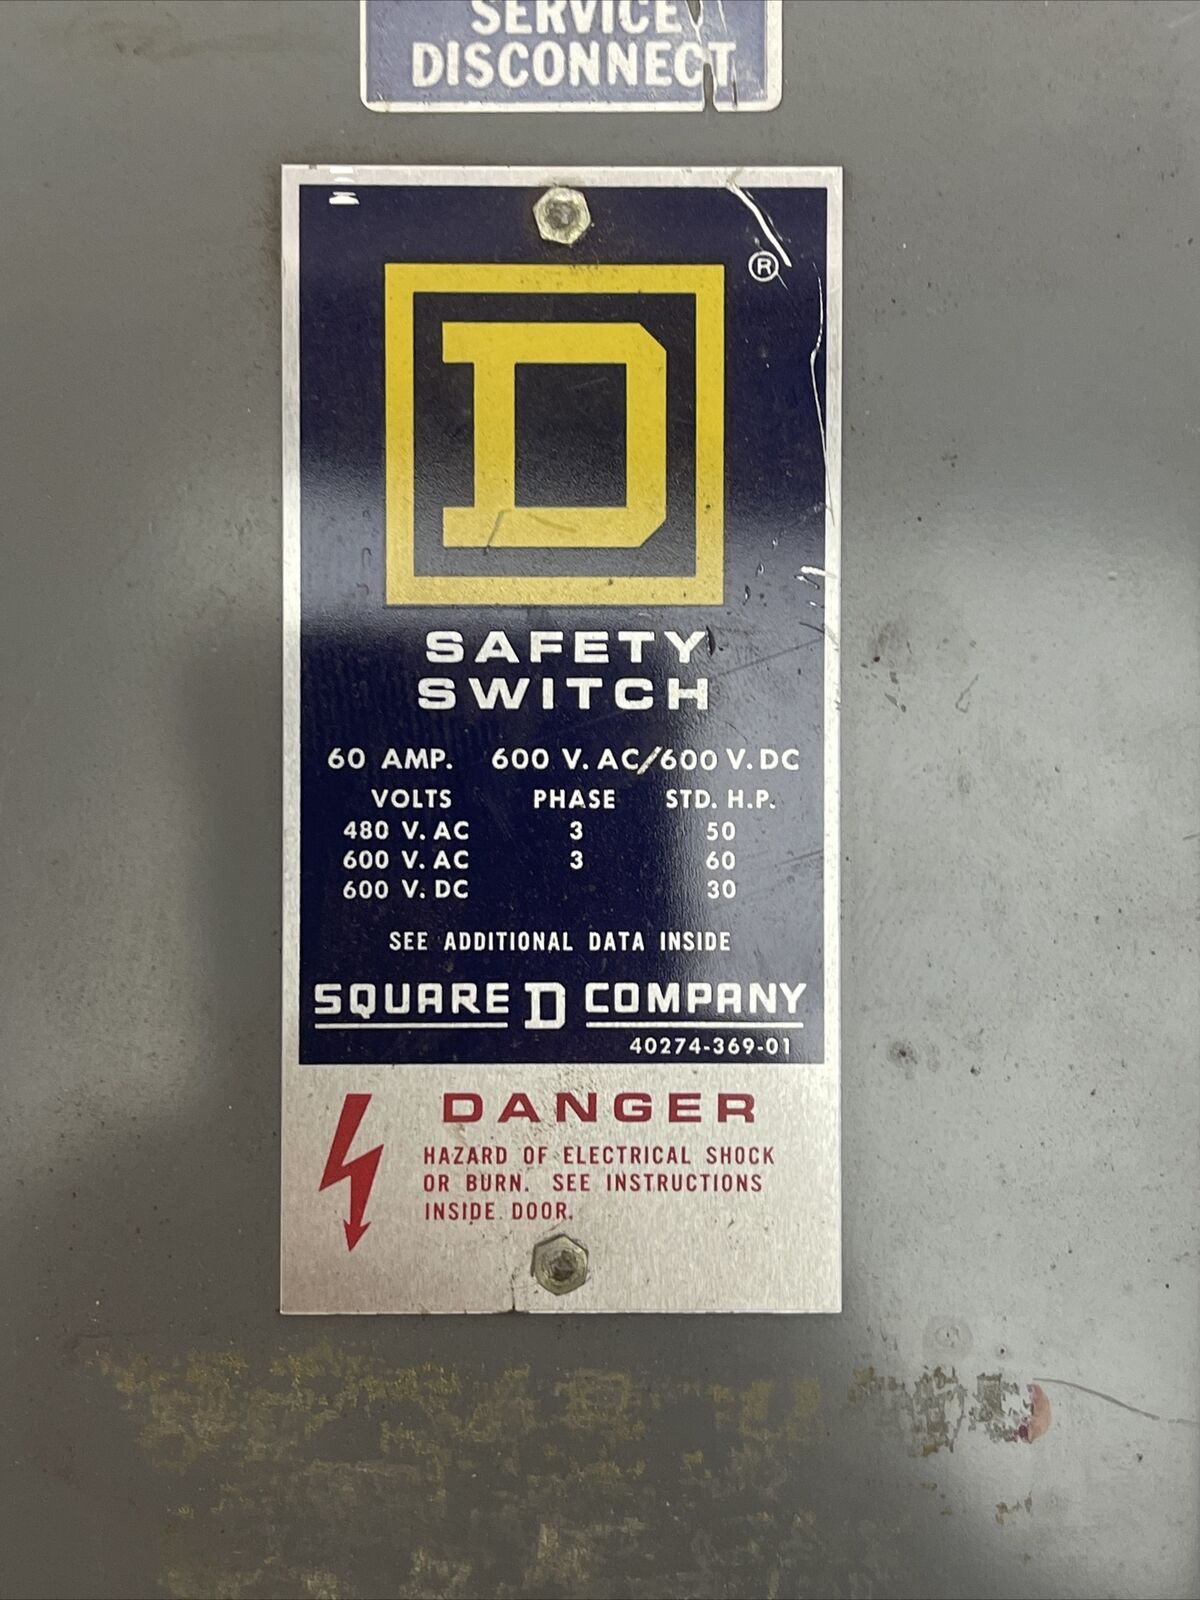 SERVICE
DISCONNECT
®
D
SAFETY
SWITCH
60 AMP. 600 V. AC/600 V. DC
VOLTS PHASE STD. H.P.
480 V. AC 3 50
600 V. AC 3 60
600 V. DC 30
SEE ADDITIONAL DATA INSIDE
SQUARE D COMPANY
40274-369-01
DANGER
HAZARD OF ELECTRICAL SHOCK
OR BURN. SEE INSTRUCTIONS
INSIDE DOOR.